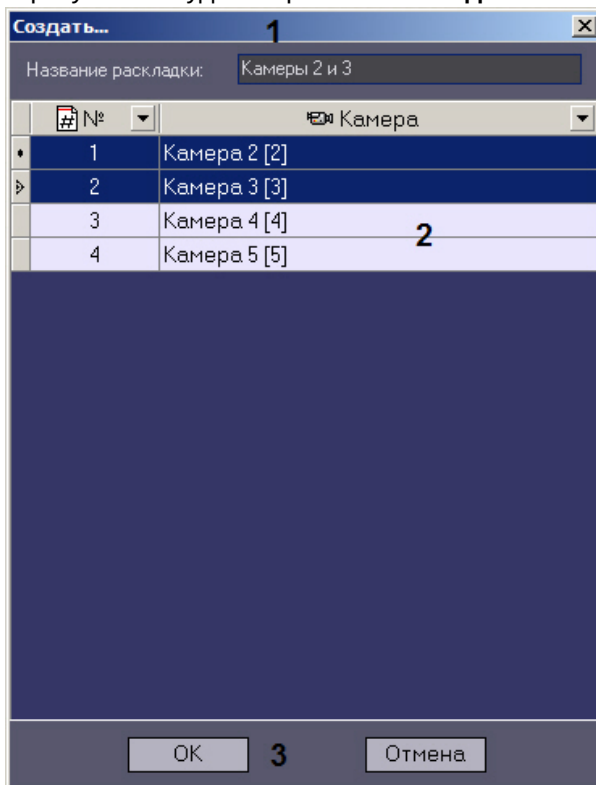 Создать... 1
Название раскладки: Камеры 2 и 3
# № Камера
1 Камера 2 [2]
2 Камера 3 [3]
3 Камера 4 [4]
2
4 Камера 5 [5]
OK 3 Отмена